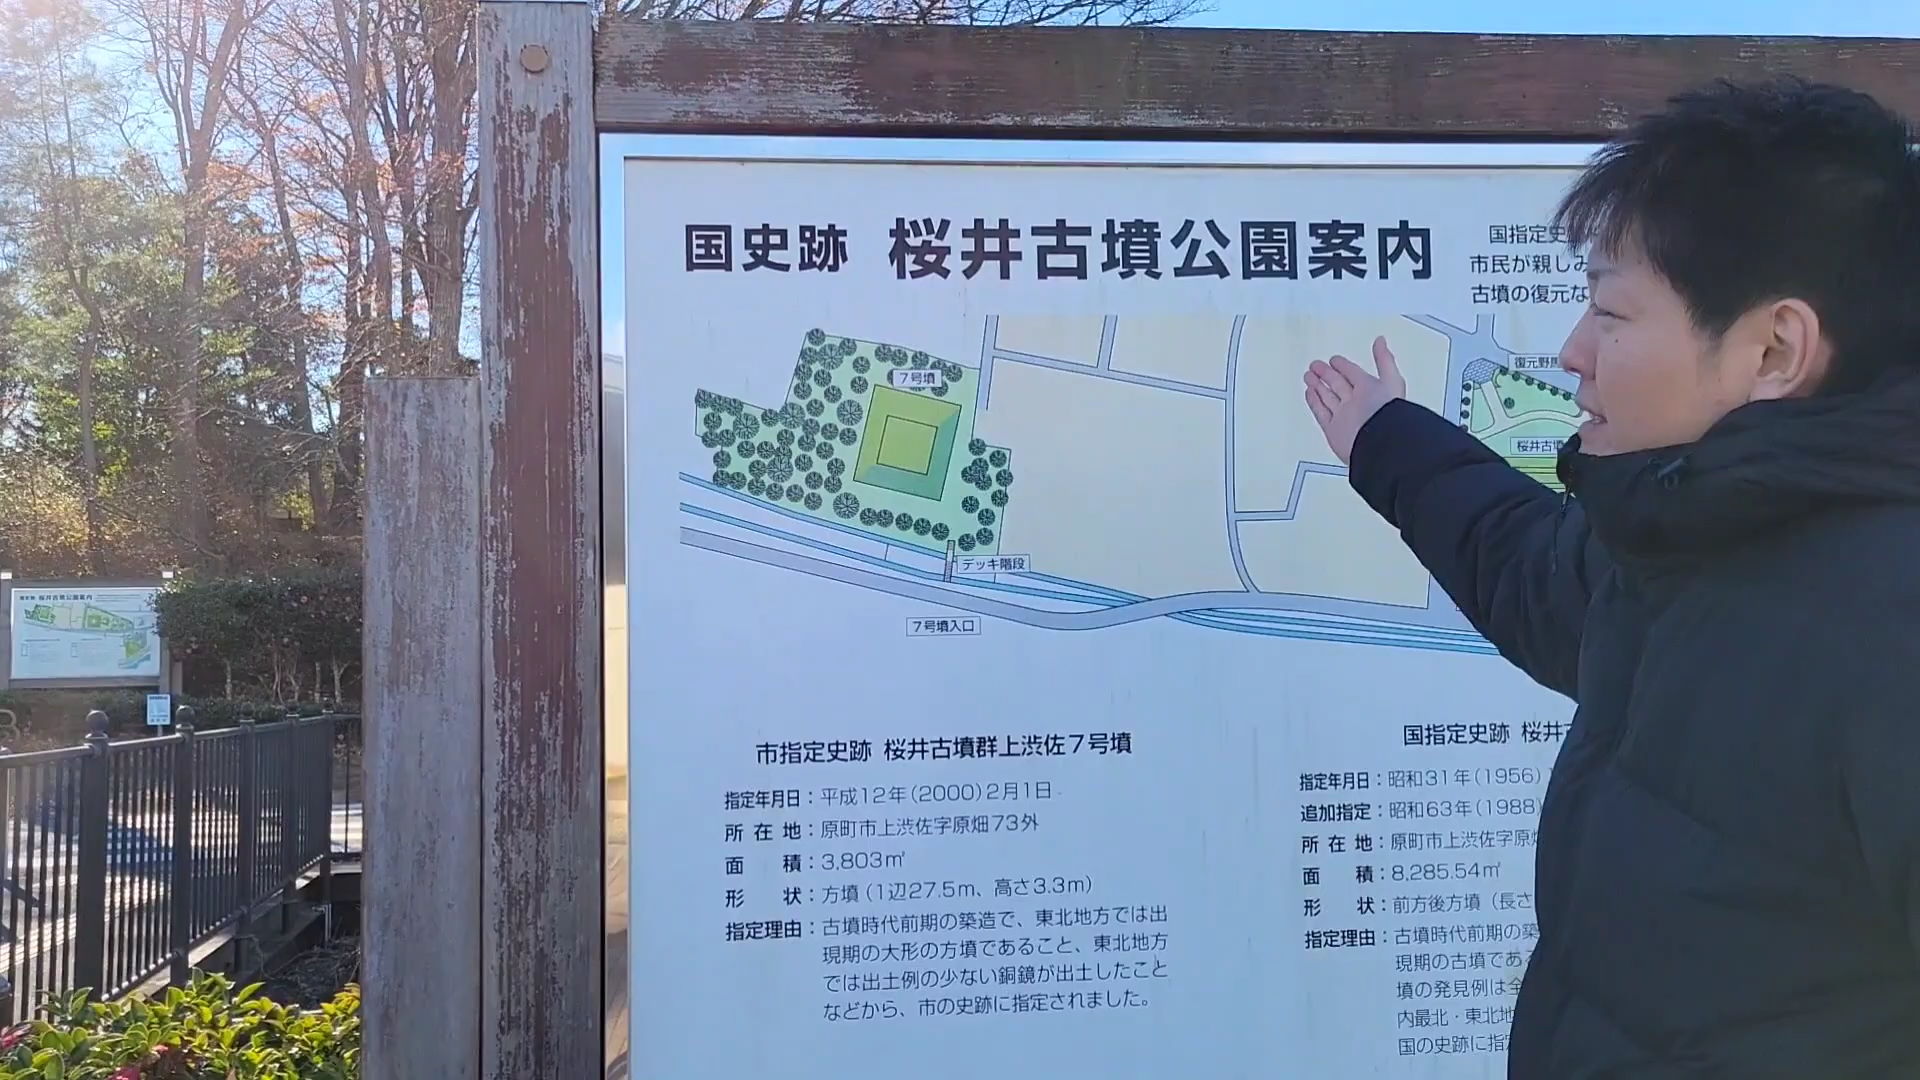 国史跡 桜井古墳公園案内
国指定史
市民が親しみ
古墳の復元な
7号墳
復元野馬
桜井古墳
デッキ階段
7号墳入口
市指定史跡 桜井古墳群上渋佐7号墳
指定年月日：平成12年(2000)2月1日
所在地：原町市上渋佐字原畑73外
面積：3,803㎡
形状：方墳(1辺27.5m、高さ3.3m)
指定理由：古墳時代前期の築造で、東北地方では出
現期の大形の方墳であること、東北地方
では出土例の少ない銅鏡が出土したこと
などから、市の史跡に指定されました。
国指定史跡 桜井
指定年月日：昭和31年(1956)
追加指定：昭和63年(1988)
所在地：原町市上渋佐字原畑
面積：8,285.54㎡
形状：前方後方墳(長さ
指定理由：古墳時代前期の築
現期の古墳であ
墳の発見例は全
内最北・東北地
国の史跡に指
桜井古墳公園案内